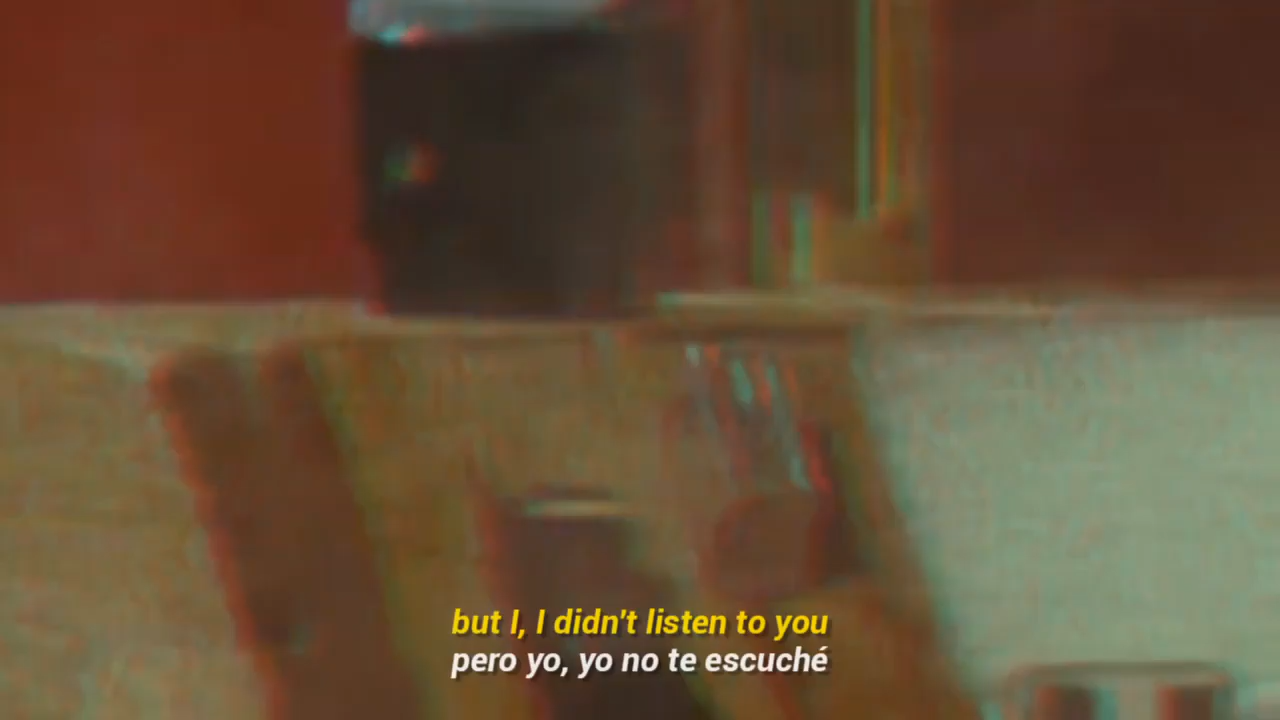 but I, I didn't listen to you
pero yo, yo no te escuché